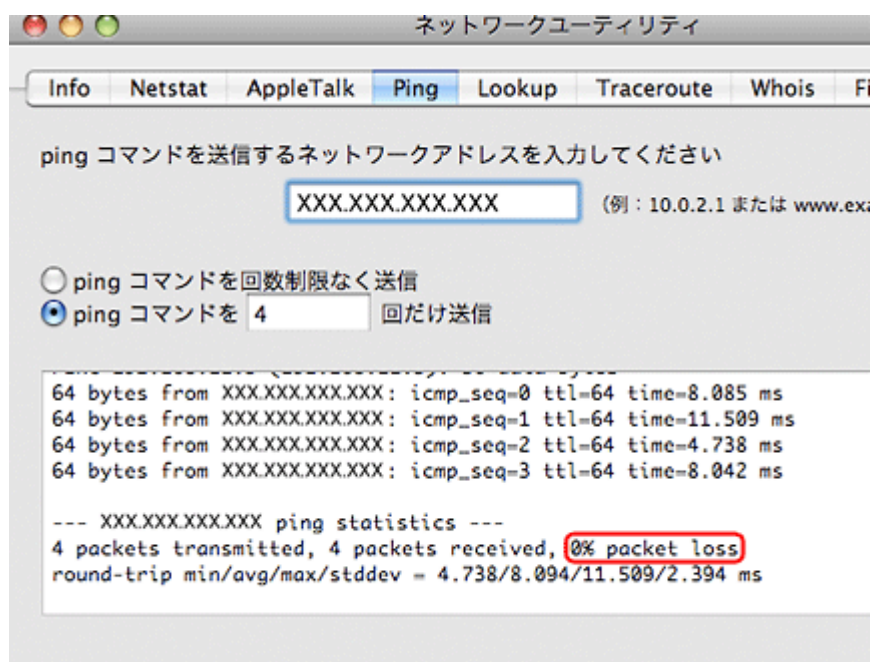 ネットワークユーティリティ
Info Netstat AppleTalk Ping Lookup Traceroute Whois
ping コマンドを送信するネットワークアドレスを入力してください
XXX.XXX.XXX.XXX (例：10.0.2.1 または www.exa
ping コマンドを回数制限なく送信
ping コマンドを 4 回だけ送信
64 bytes from XXX.XXX.XXX.XXX: icmp_seq=0 ttl=64 time=8.085 ms
64 bytes from XXX.XXX.XXX.XXX: icmp_seq=1 ttl=64 time=11.509 ms
64 bytes from XXX.XXX.XXX.XXX: icmp_seq=2 ttl=64 time=4.738 ms
64 bytes from XXX.XXX.XXX.XXX: icmp_seq=3 ttl=64 time=8.042 ms
--- XXX.XXX.XXX.XXX ping statistics ---
4 packets transmitted, 4 packets received, 0% packet loss
round-trip min/avg/max/stddev = 4.738/8.094/11.509/2.394 ms